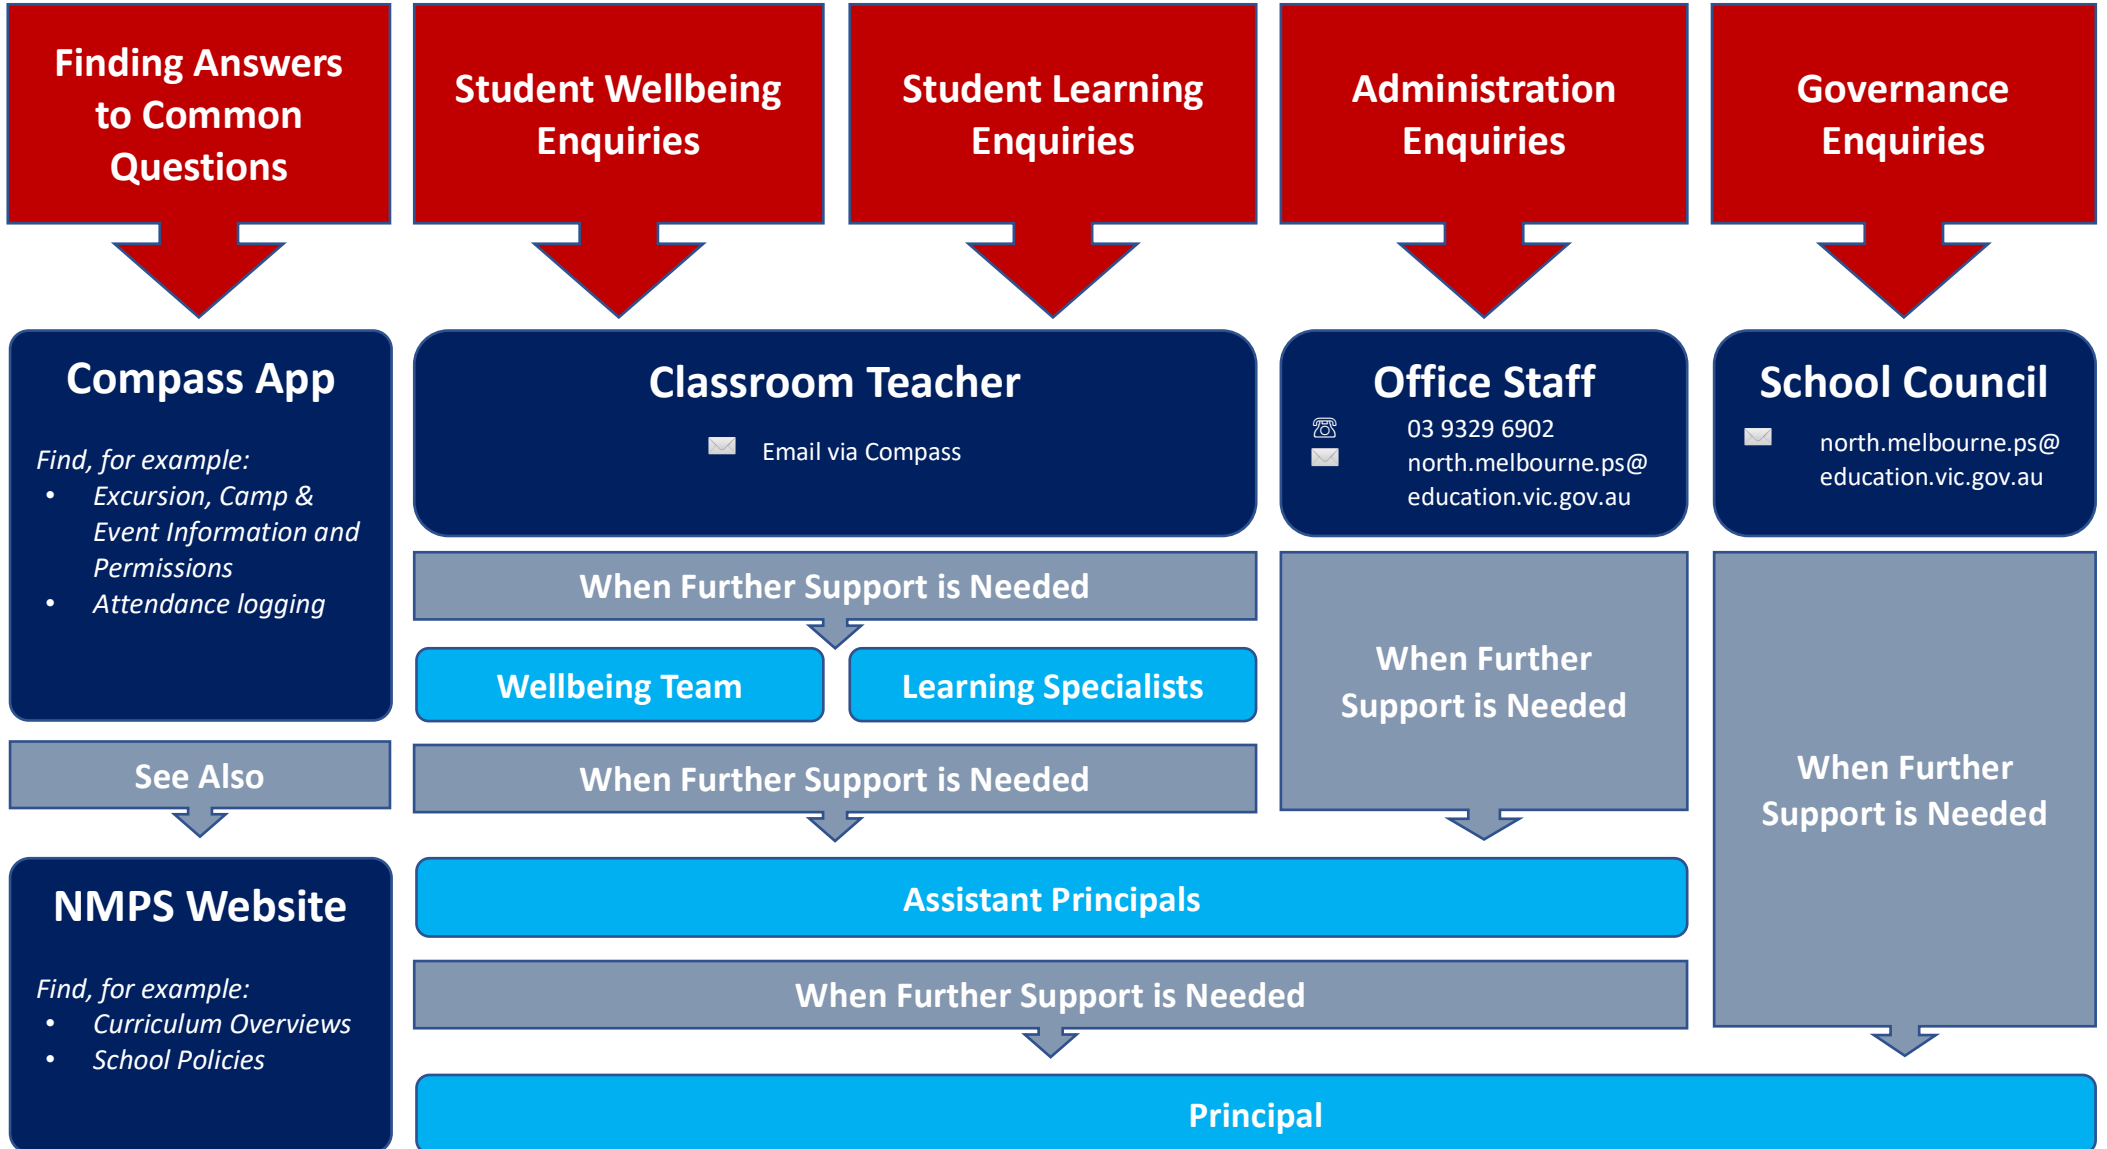 Finding Answers
to Common
Questions
Student Wellbeing
Enquiries
Student Learning
Enquiries
Administration
Enquiries
Governance
Enquiries
Compass App
Find, for example:
• Excursion, Camp &
Event Information and
Permissions
• Attendance logging
See Also
NMPS Website
Find, for example:
• Curriculum Overviews
• School Policies
Classroom Teacher
Email via Compass
When Further Support is Needed
Wellbeing Team
Learning Specialists
When Further Support is Needed
Office Staff
03 9329 6902
north.melbourne.ps@
education.vic.gov.au
When Further
Support is Needed
Assistant Principals
When Further Support is Needed
School Council
north.melbourne.ps@
education.vic.gov.au
When Further
Support is Needed
Principal